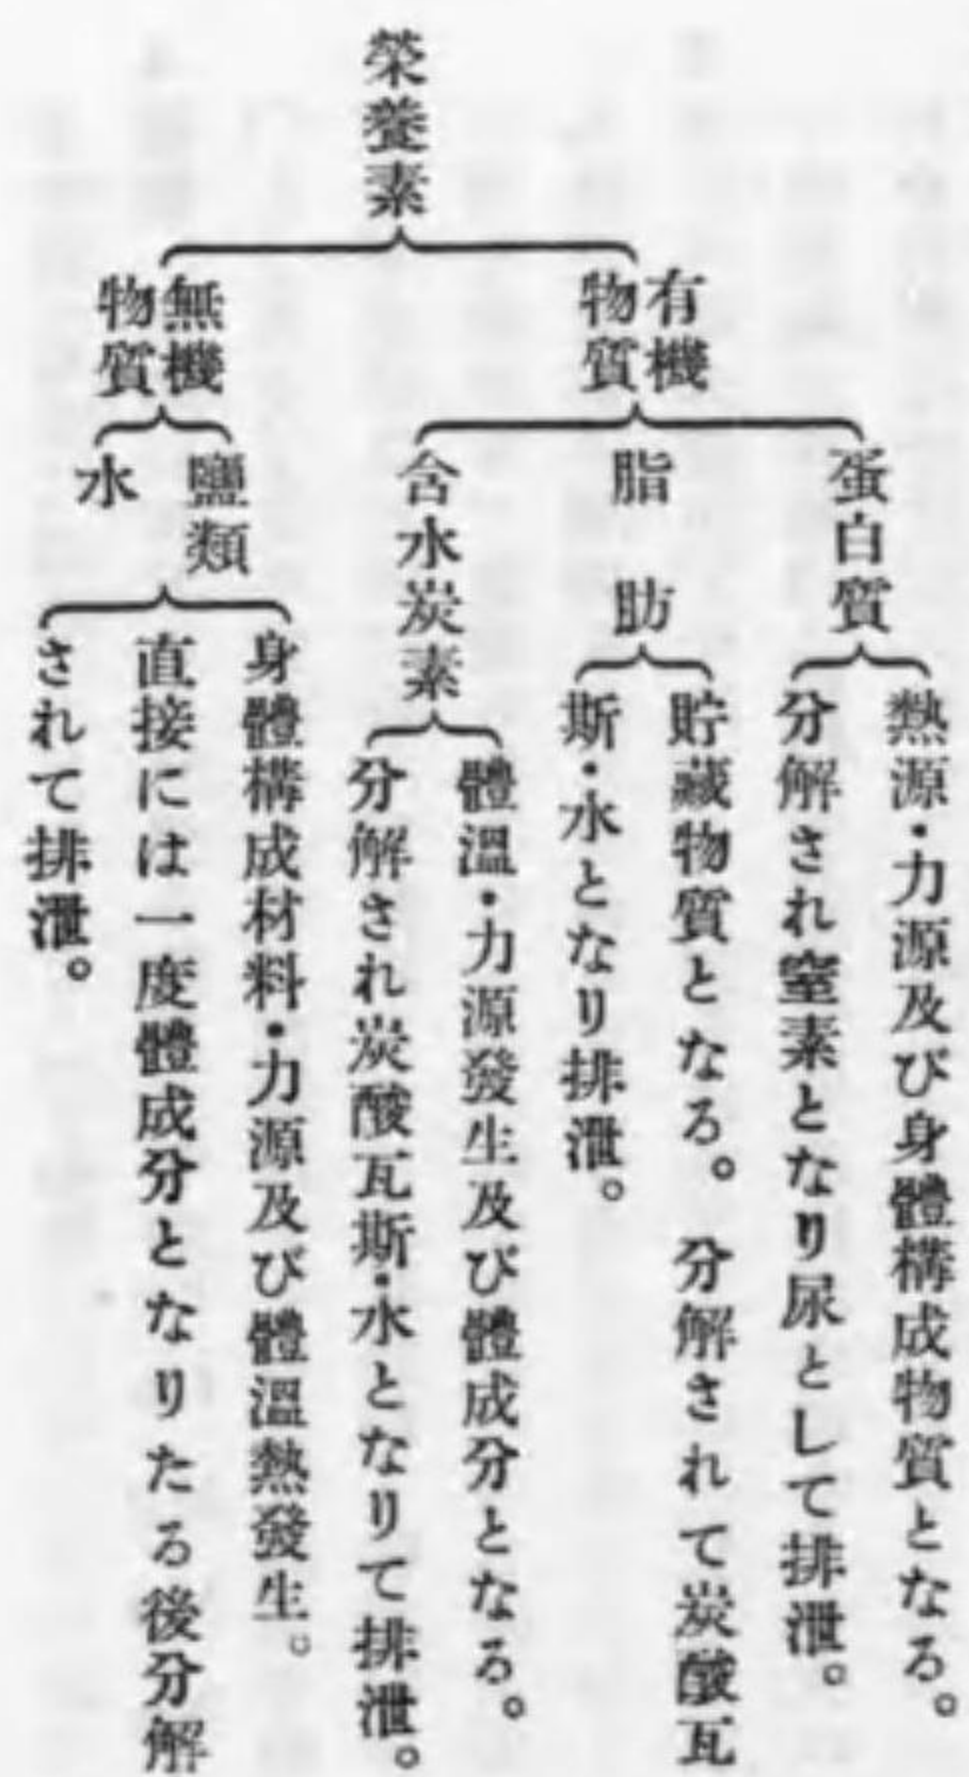 榮養素
有機
物質
蛋白質
熱源・力源及び身體構成物質となる。
分解され窒素となり尿として排泄。
脂肪
貯藏物質となる。分解されて炭酸瓦
斯・水となり排泄。
含水炭素
體溫・力源發生及び體成分となる。
分解され炭酸瓦斯・水となりて排泄。
無機
物質
鹽類
水
身體構成材料・力源及び體溫熱發生。
直接には一度體成分となりたる後分解
されて排泄。